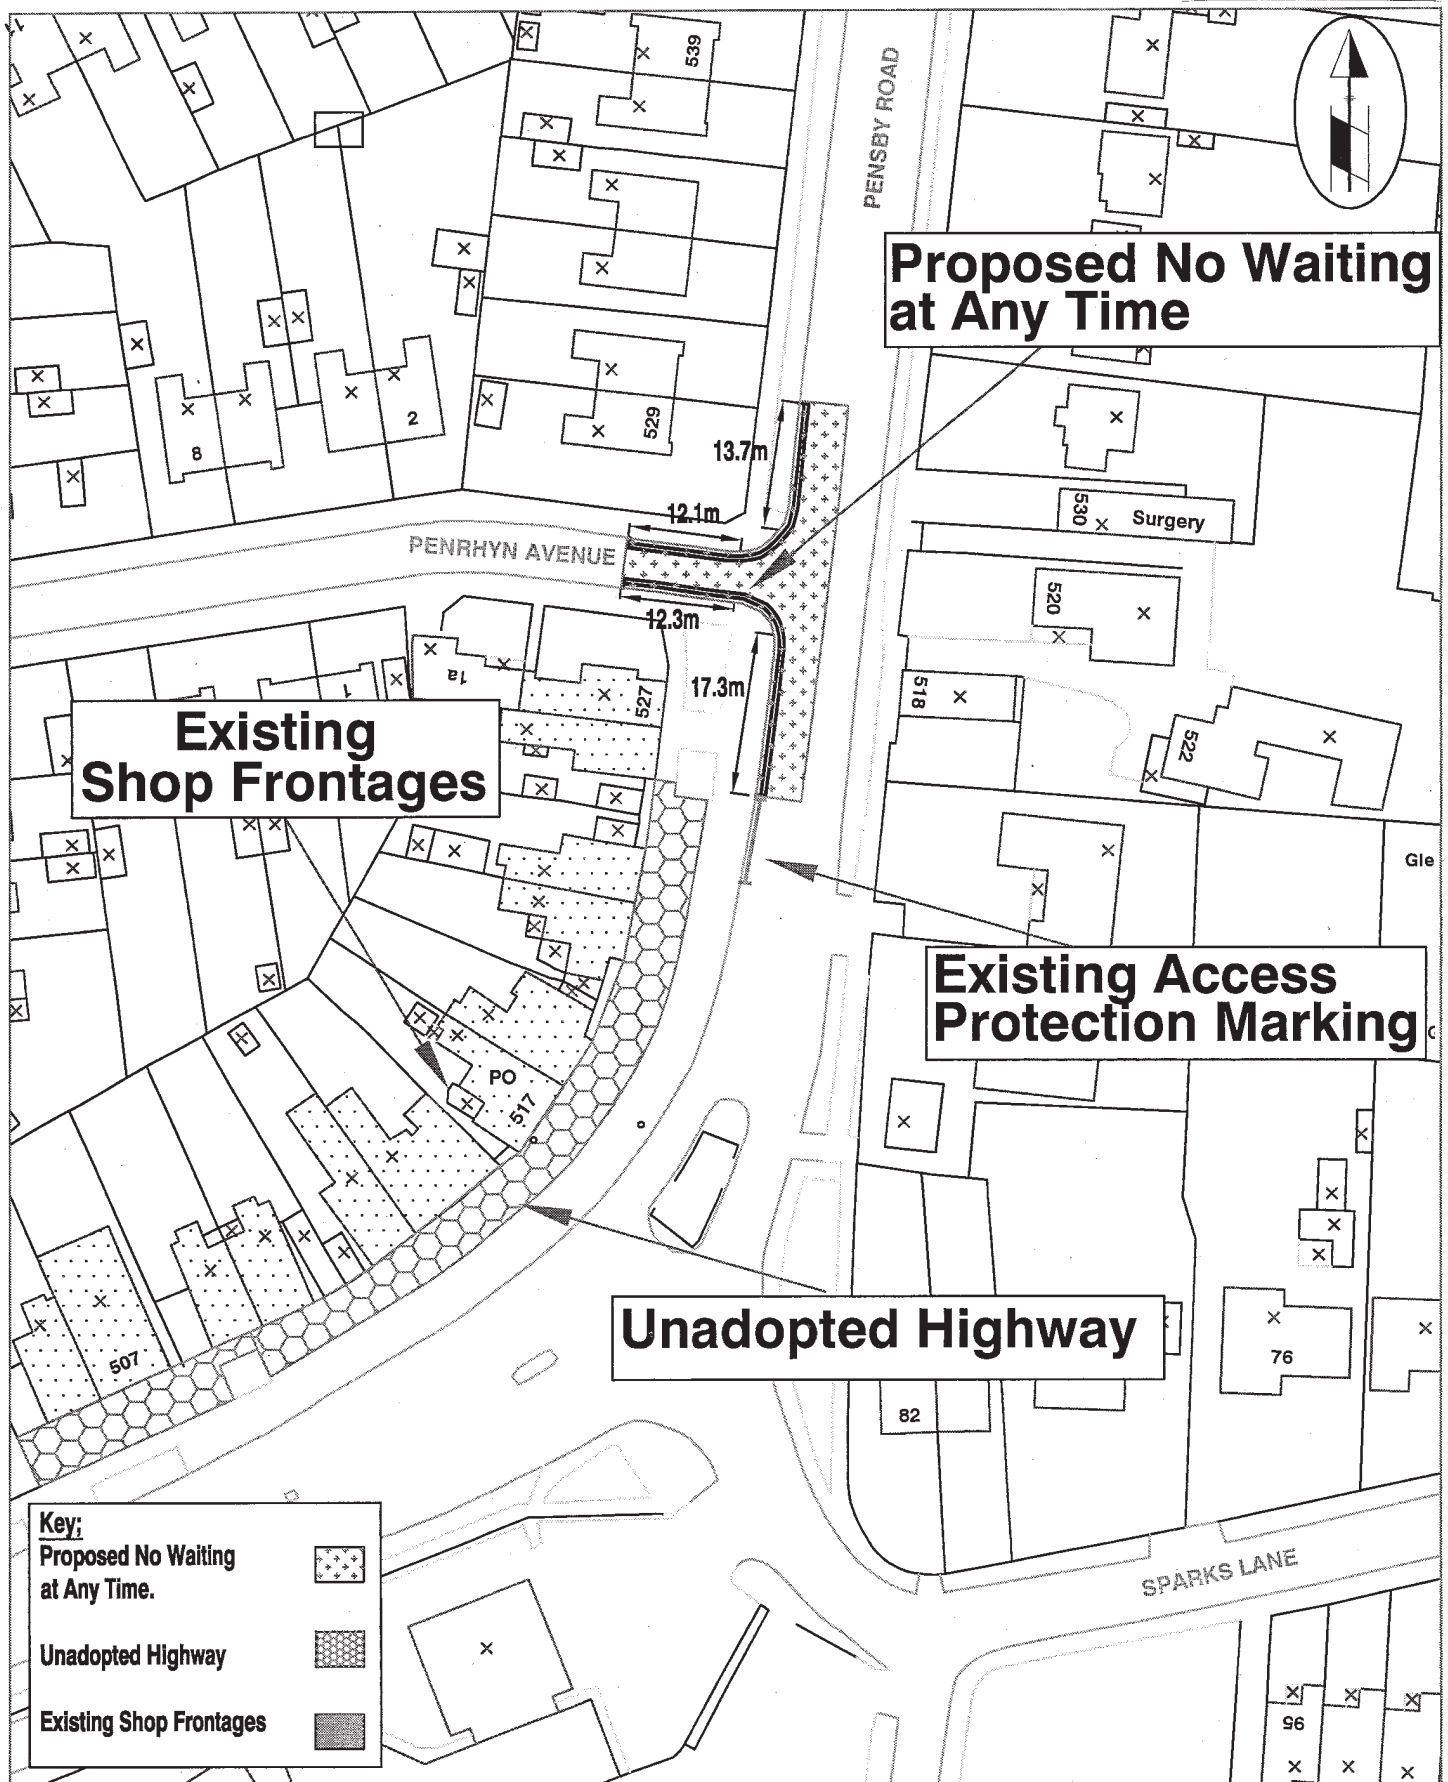 539
PENSBY ROAD
Proposed No Waiting
at Any Time
8
2
529
13.7m
12.1m
530
Surgery
PENRHYN AVENUE
520
12.3m
1a
1
527
17.3m
518
522
Existing
Shop Frontages
Gle
Existing Access
Protection Marking
PO
517
Unadopted Highway
507
76
82
Key;
Proposed No Waiting
at Any Time.
Unadopted Highway
Existing Shop Frontages
SPARKS LANE
95